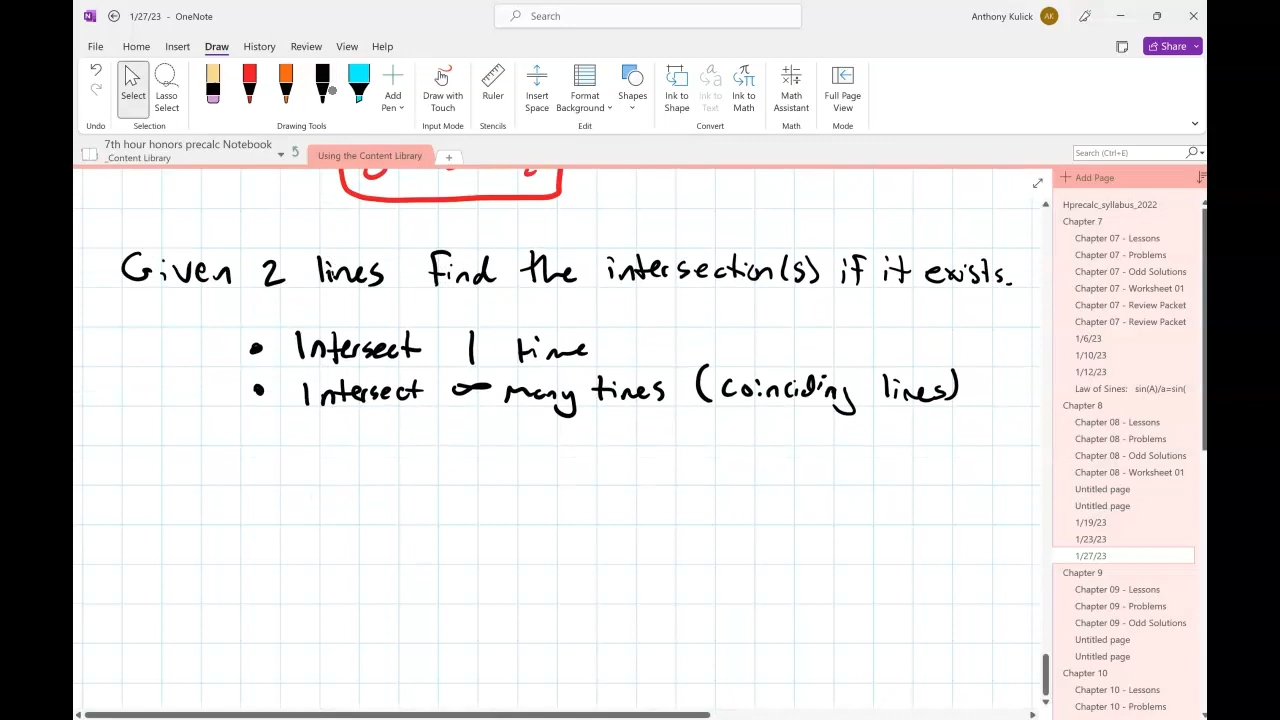 1/27/23 - OneNote
Search
Anthony Kulick
AK
File Home Insert Draw History Review View Help
Share
Undo
Select
Lasso Select
Selection
Drawing Tools
Add Pen
Draw with Touch
Input Mode
Ruler
Stencils
Insert Space
Format Background
Shapes
Edit
Ink to Shape
Ink to Text
Ink to Math
Convert
Math Assistant
Math
Full Page View
Mode
7th hour honors precalc Notebook
_Content Library
Using the Content Library
Search (Ctrl+E)
Add Page
Given 2 lines find the intersection(s) if it exists.
• Intersect 1 time
• Intersect ∞ many times (coinciding lines)
Hprecalc_syllabus_2022
Chapter 7
Chapter 07 - Lessons
Chapter 07 - Problems
Chapter 07 - Odd Solutions
Chapter 07 - Worksheet 01
Chapter 07 - Review Packet
Chapter 07 - Review Packet
1/6/23
1/10/23
1/12/23
Law of Sines: sin(A)/a=sin(
Chapter 8
Chapter 08 - Lessons
Chapter 08 - Problems
Chapter 08 - Odd Solutions
Chapter 08 - Worksheet 01
Untitled page
Untitled page
1/19/23
1/23/23
1/27/23
Chapter 9
Chapter 09 - Lessons
Chapter 09 - Problems
Chapter 09 - Odd Solutions
Untitled page
Untitled page
Chapter 10
Chapter 10 - Lessons
Chapter 10 - Problems